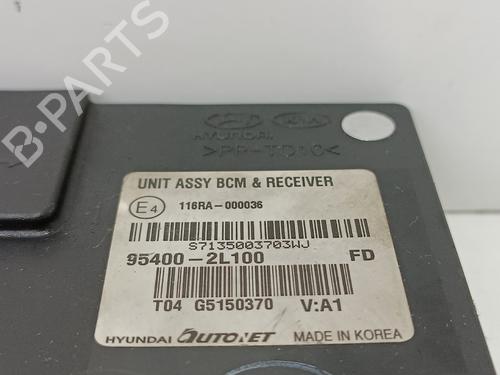 B-PARTS
HYUNDAI KIA
HYUNDAI
>PP-TD10<
UNIT ASSY BCM & RECEIVER
E4 116RA-000036
S7135003703WJ
95400-2L100 FD
T04 G5150370 V:A1
HYUNDAI AUTONET MADE IN KOREA